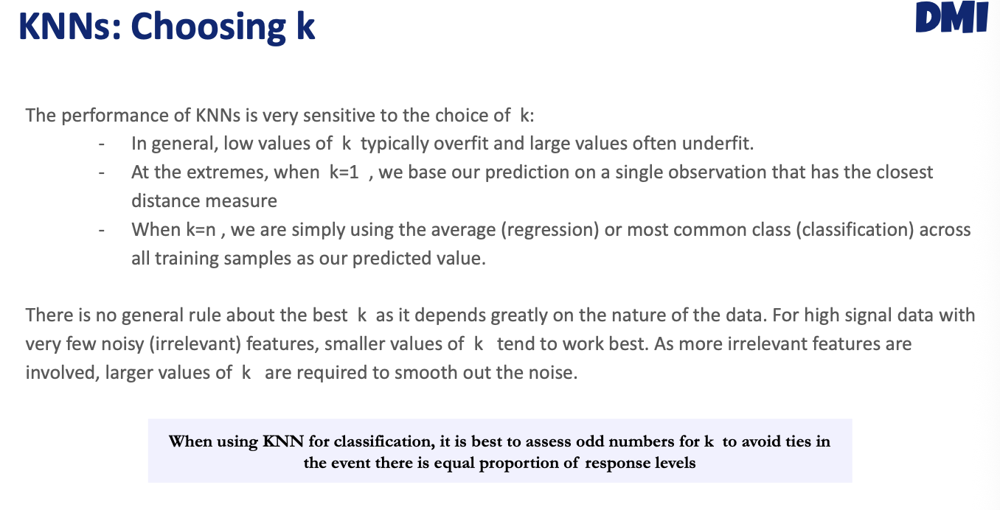 KNNs: Choosing k
DMI
The performance of KNNs is very sensitive to the choice of k:
- In general, low values of k typically overfit and large values often underfit.
- At the extremes, when k=1 , we base our prediction on a single observation that has the closest
distance measure
- When k=n , we are simply using the average (regression) or most common class (classification) across
all training samples as our predicted value.
There is no general rule about the best k as it depends greatly on the nature of the data. For high signal data with
very few noisy (irrelevant) features, smaller values of k tend to work best. As more irrelevant features are
involved, larger values of k are required to smooth out the noise.
When using KNN for classification, it is best to assess odd numbers for k to avoid ties in
the event there is equal proportion of response levels